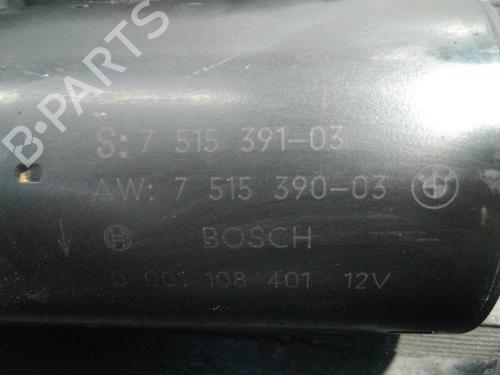 B-PARTS
S: 7 515 391-03
AW: 7 515 390-03
BOSCH
0 001 108 401 12V